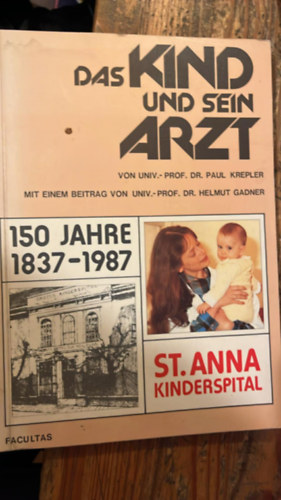 DAS KIND
UND SEIN
ARZT
VON UNIV.- PROF. DR. PAUL KREPLER
MIT EINEM BEITRAG VON UNIV.-PROF. DR. HELMUT GADNER
150 JAHRE
1837-1987
ST. ANNA
KINDERSPITAL
FACULTAS